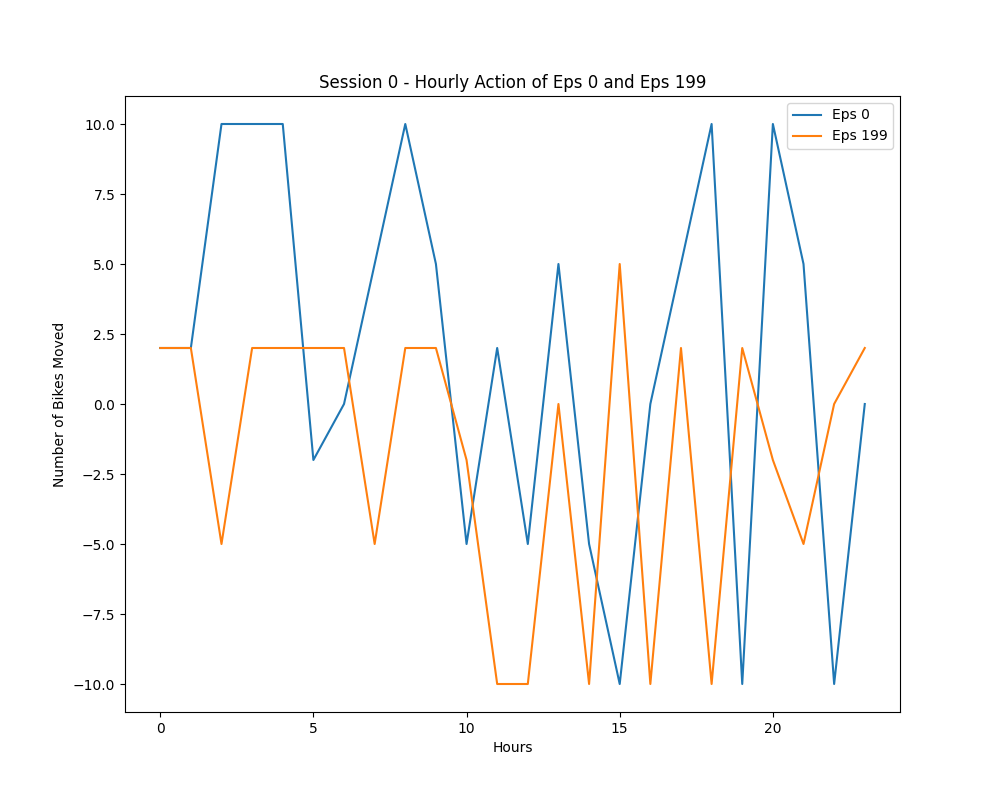 Session 0 - Hourly Action of Eps 0 and Eps 199
Eps 0
Eps 199
Number of Bikes Moved
10.0
7.5
5.0
2.5
0.0
−2.5
−5.0
−7.5
−10.0
0 5 10 15 20
Hours